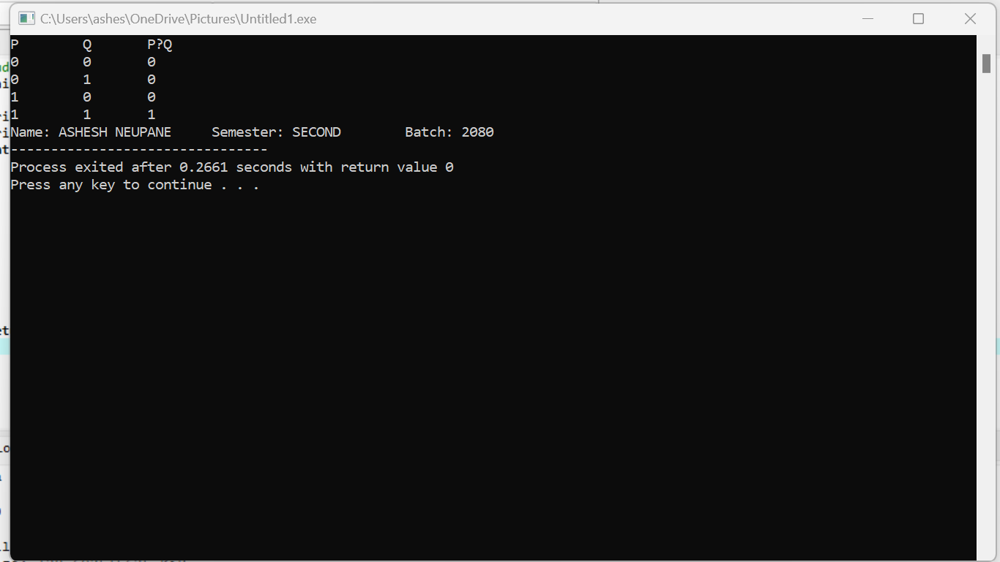 C:\Users\ashes\OneDrive\Pictures\Untitled1.exe
P Q P?Q
0 0 0
0 1 0
1 0 0
1 1 1
Name: ASHESH NEUPANE Semester: SECOND Batch: 2080
--------------------------------
Process exited after 0.2661 seconds with return value 0
Press any key to continue . . .